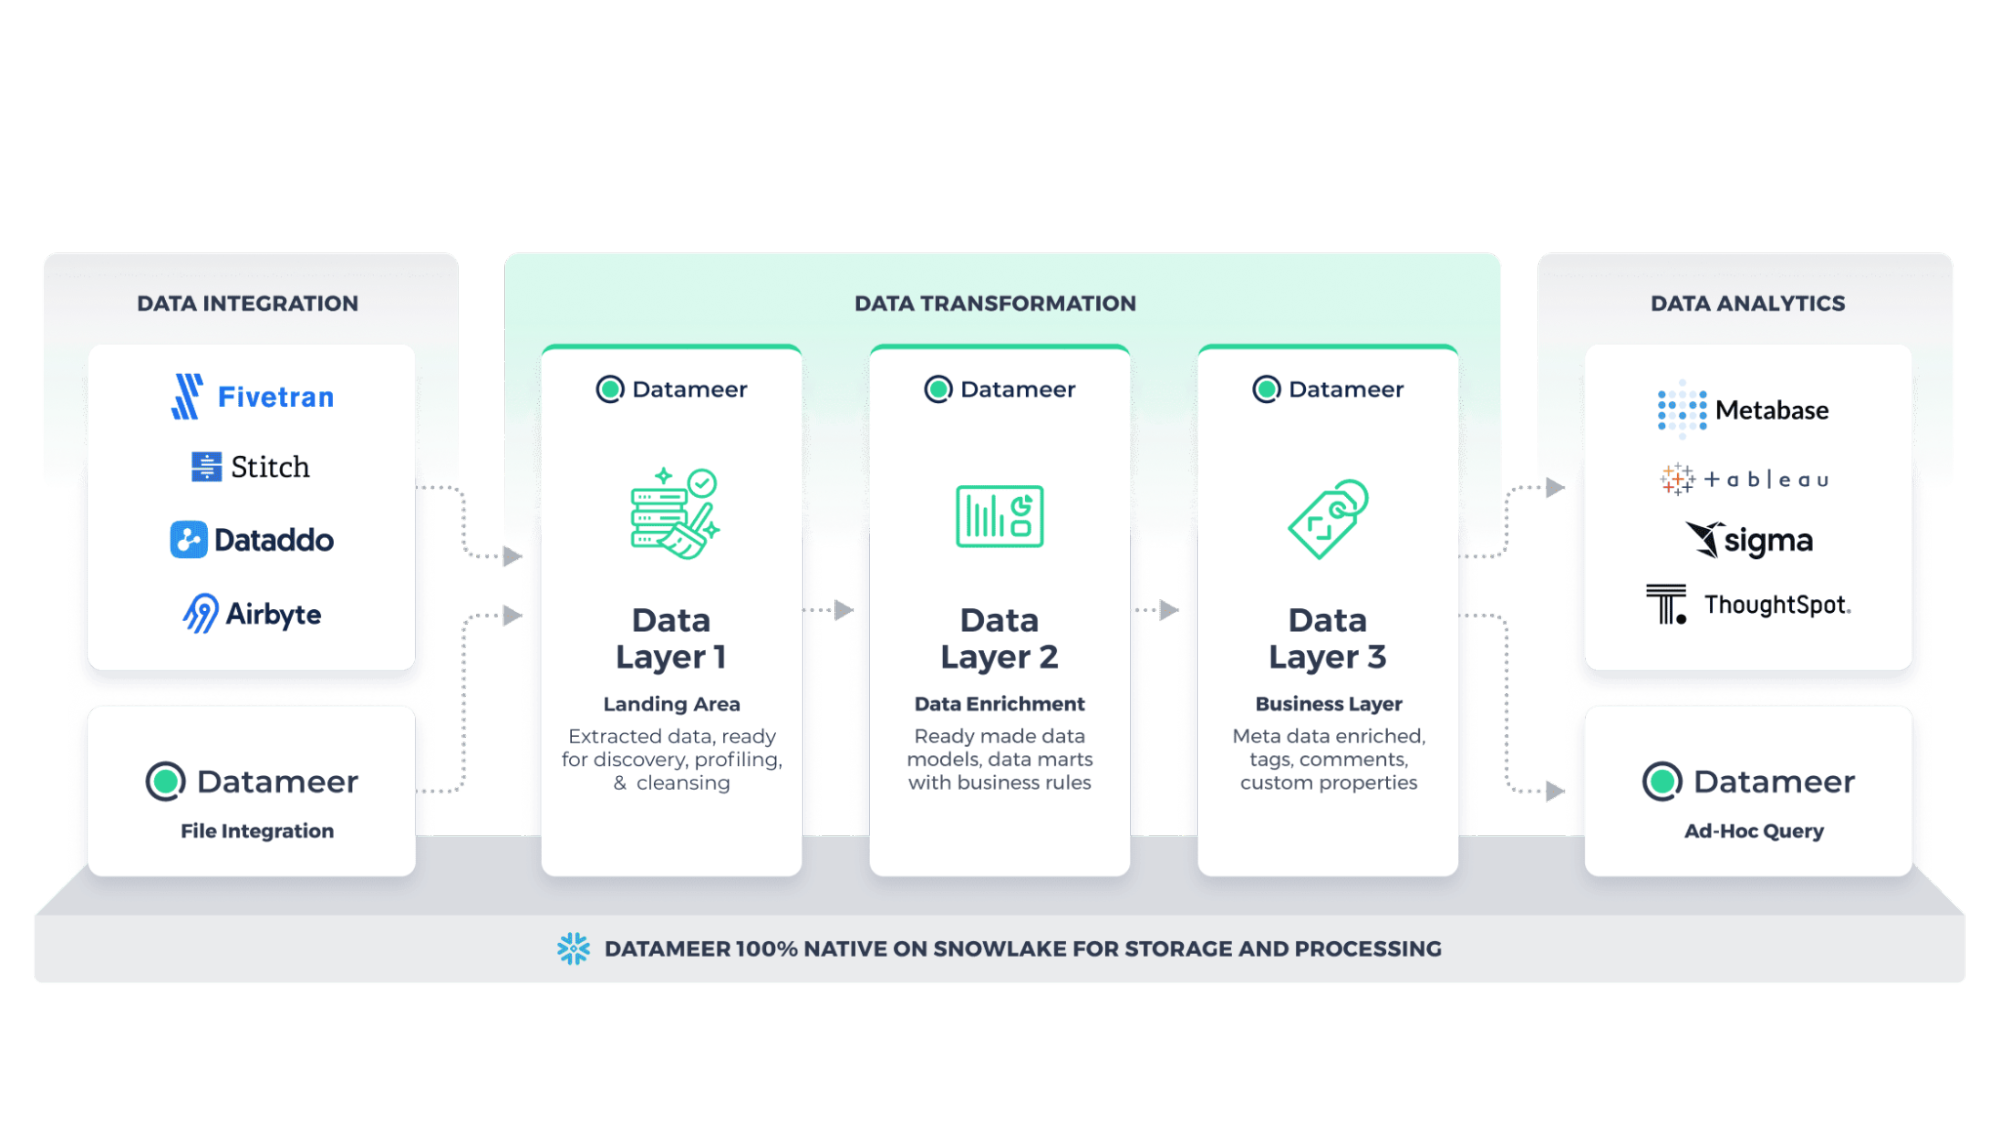 DATA INTEGRATION
Fivetran
Stitch
Dataddo
Airbyte
Datameer
File Integration
DATA TRANSFORMATION
Datameer
Data
Layer 1
Landing Area
Extracted data, ready
for discovery, profiling,
& cleansing
Datameer
Data
Layer 2
Data Enrichment
Ready made data
models, data marts
with business rules
Datameer
Data
Layer 3
Business Layer
Meta data enriched,
tags, comments,
custom properties
DATA ANALYTICS
Metabase
+ableau
sigma
ThoughtSpot.
Datameer
Ad-Hoc Query
DATAMEER 100% NATIVE ON SNOWLAKE FOR STORAGE AND PROCESSING